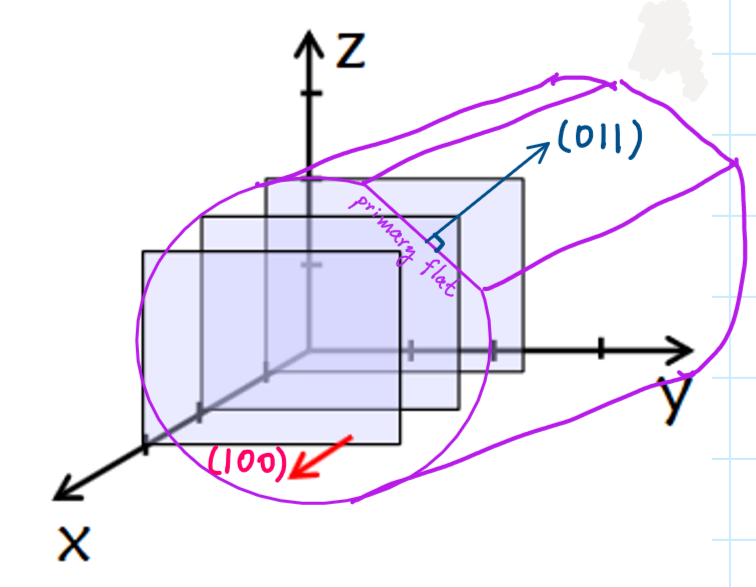 z
(011)
primary flat
y
(100)
x